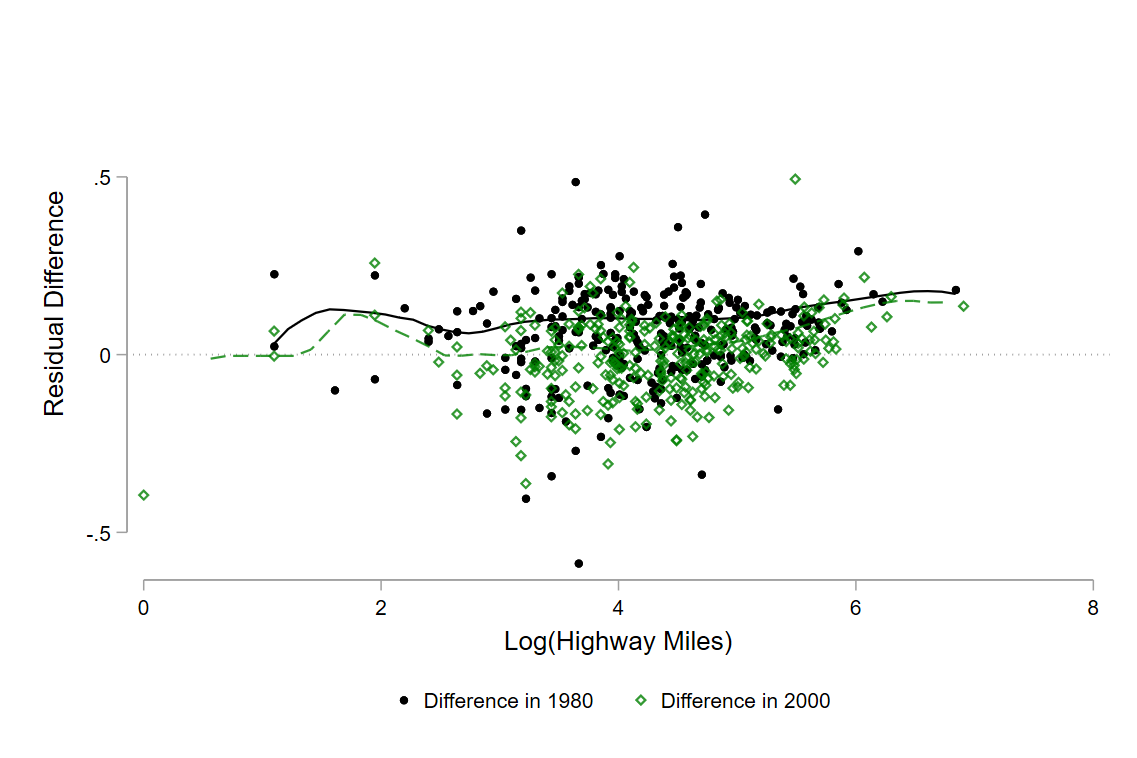 .5
0
-.5
Residual Difference
0 2 4 6 8
Log(Highway Miles)
Difference in 1980 Difference in 2000